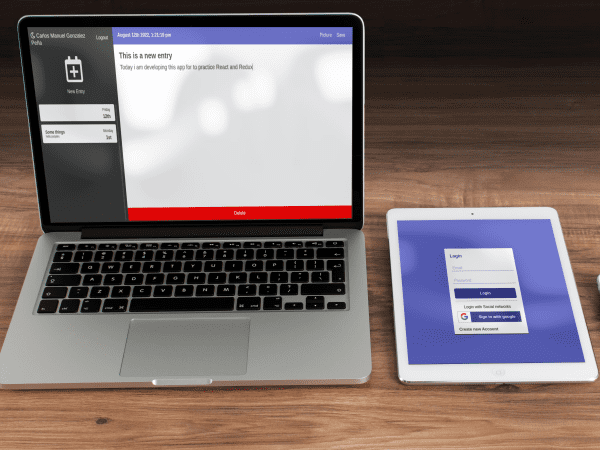 Carlos Manuel Gonzalez
Peña
Logout
New Entry
Friday
12th
Some things
Monday
1st
August 12th 2022, 1:21:10 pm
Picture
Save
This is a new entry
Today i am developing this app for to practice React and Redux
Delete
Login
Email
Password
Login
Login with Social networks
G
Sign in with google
Create new Account